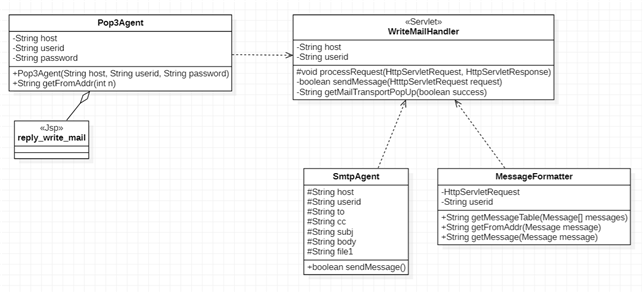 Pop3Agent
-String host
-String userid
-String password
+Pop3Agent(String host, String userid, String password)
+String getFromAddr(int n)
«Jsp»
reply_write_mail
«Servlet»
WriteMailHandler
-String host
-String userid
#void processRequest(HttpServletRequest, HttpServletResponse)
-boolean sendMessage(HtttpServletRequest request)
-String getMailTransportPopUp(boolean success)
SmtpAgent
#String host
#String userid
#String to
#String cc
#String subj
#String body
#String file1
+boolean sendMessage()
MessageFormatter
-HttpServletRequest
-String userid
+String getMessageTable(Message[] messages)
+String getFromAddr(Message message)
+String getMessage(Message message)